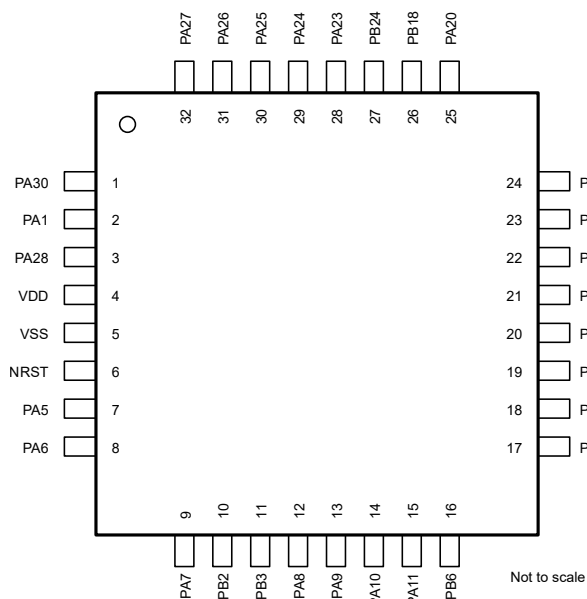 PA27
PA26
PA25
PA24
PA23
PB24
PB18
PA20
32
31
30
29
28
27
26
25
PA30
1
24
P
PA1
2
23
P
PA28
3
22
P
VDD
4
21
P
VSS
5
20
P
NRST
6
19
P
PA5
7
18
P
PA6
8
17
P
9
10
11
12
13
14
15
16
PA7
PB2
PB3
PA8
PA9
PA10
PA11
PB6
Not to scale